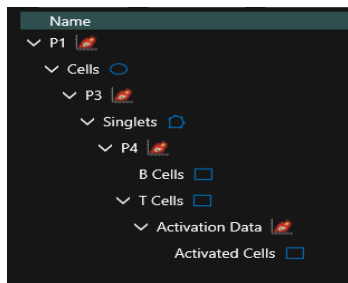 Name
P1
Cells
P3
Singlets
P4
B Cells
T Cells
Activation Data
Activated Cells